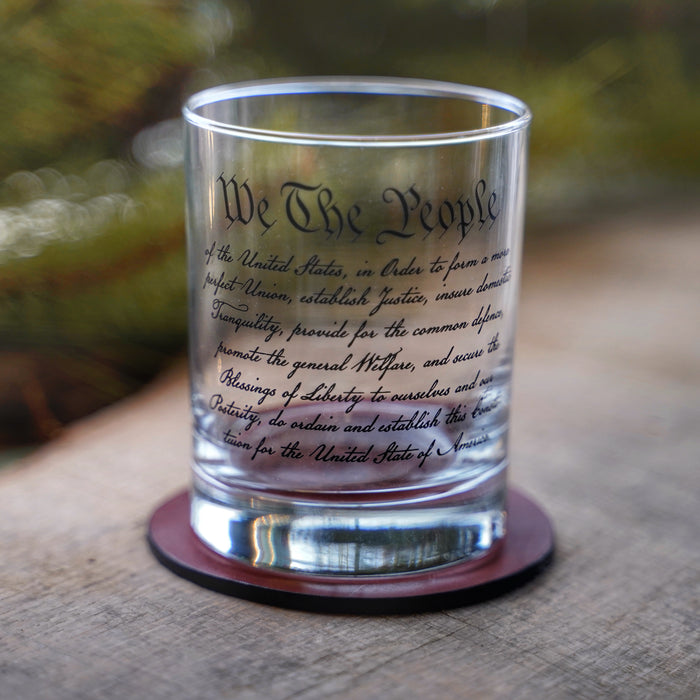 We The People
of the United States, in Order to form a more
perfect Union, establish Justice, insure domestic
Tranquility, provide for the common defence,
promote the general Welfare, and secure the
Blessings of Liberty to ourselves and our
Posterity, do ordain and establish this
for the United State of America